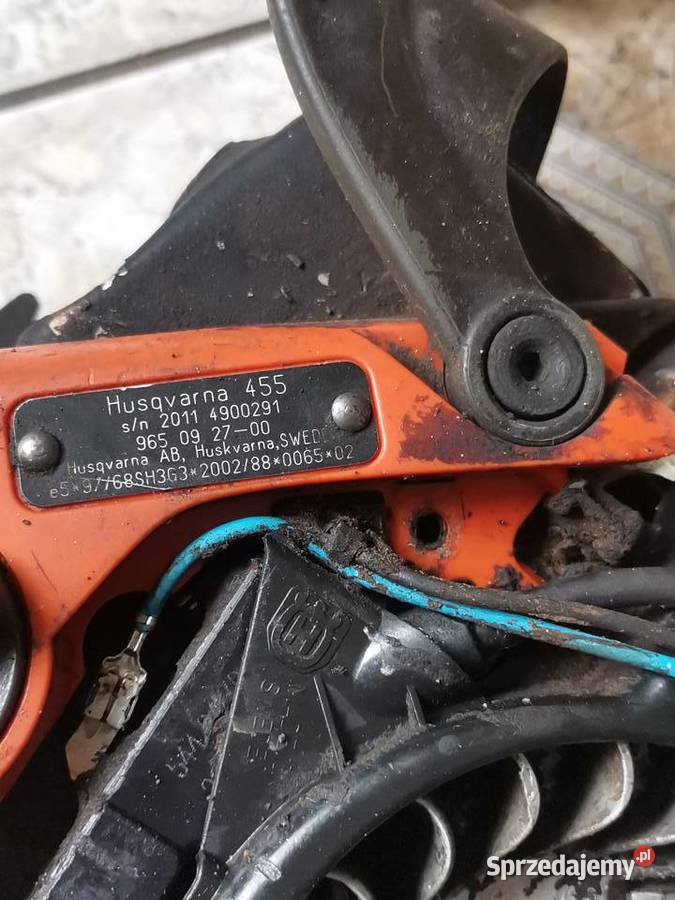 Husqvarna 455
s/n 2011 4900291
965 09 27-00
Husqvarna AB, Huskvarna, SWEDE
e5*97/68SH3G3*2002/88*0065*02
H
Sprzedajemy.pl